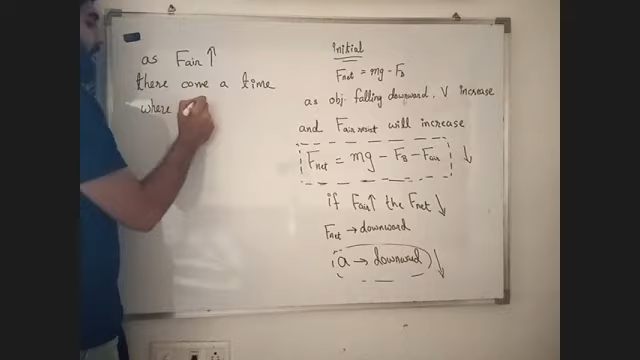 as Fair ↑
there come a time
where
initial
Fnet = mg - FB
as obj. falling downward, V increase
and Fair resist will increase
Fnet = mg - FB - Fair ↓
if Fair ↑ the Fnet ↓
Fnet → downward
a → downward ↓